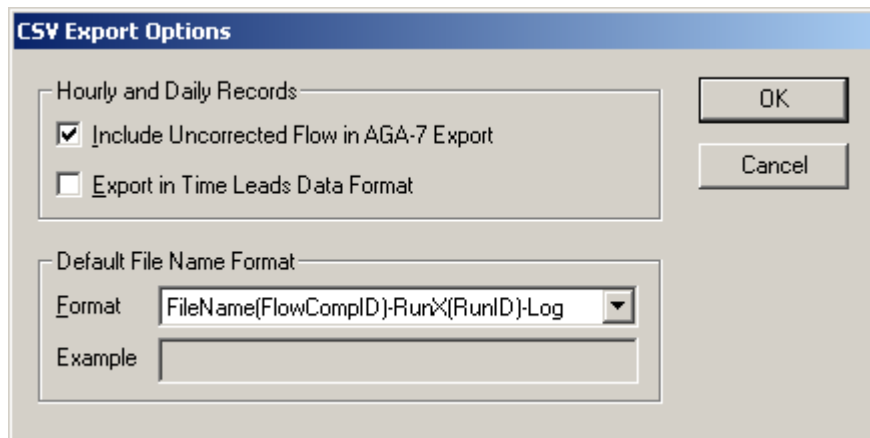 CSV Export Options
Hourly and Daily Records
OK
Include Uncorrected Flow in AGA-7 Export
Cancel
Export in Time Leads Data Format
Default File Name Format
Format FileName(FlowCompID)-RunX(RunID)-Log
Example